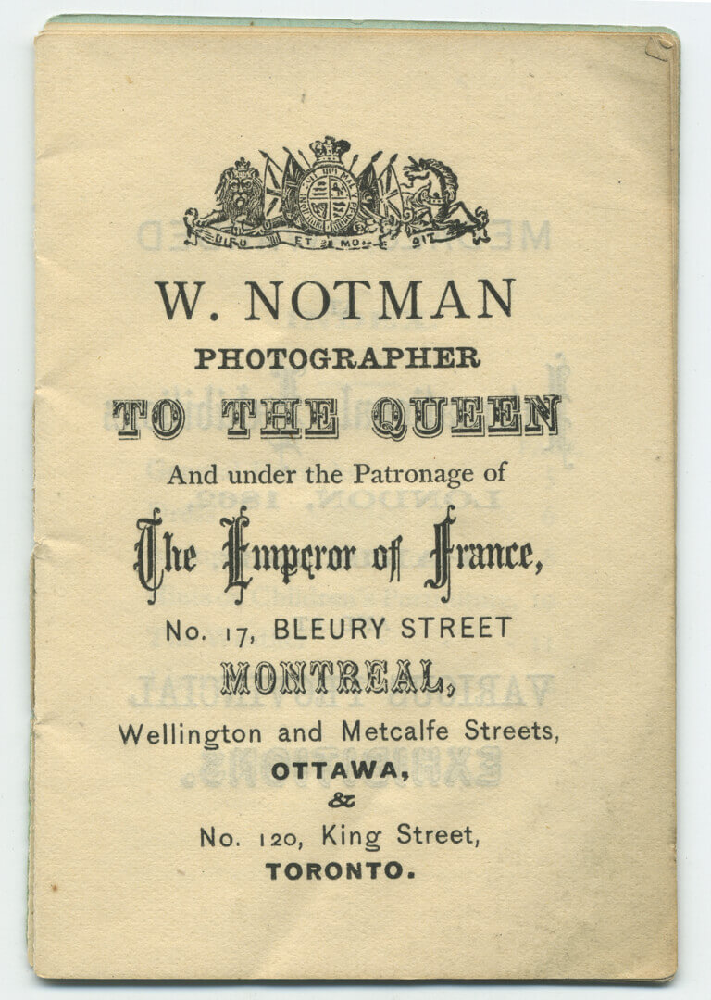 DIEU ET MON DROIT
W. NOTMAN
PHOTOGRAPHER
TO THE QUEEN
And under the Patronage of
The Emperor of France,
No. 17, BLEURY STREET
MONTREAL,
Wellington and Metcalfe Streets,
OTTAWA,
&
No. 120, King Street,
TORONTO.